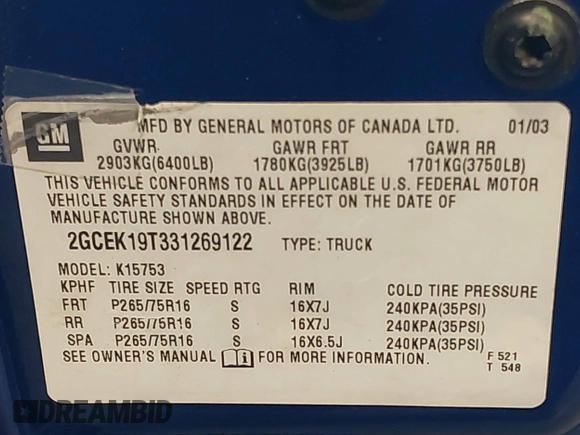 GM
MFD BY GENERAL MOTORS OF CANADA LTD. 01/03
GVWR GAWR FRT GAWR RR
2903KG(6400LB) 1780KG(3925LB) 1701KG(3750LB)
THIS VEHICLE CONFORMS TO ALL APPLICABLE U.S. FEDERAL MOTOR
VEHICLE SAFETY STANDARDS IN EFFECT ON THE DATE OF
MANUFACTURE SHOWN ABOVE.
2GCEK19T331269122 TYPE: TRUCK
MODEL: K15753
KPHF TIRE SIZE SPEED RTG RIM COLD TIRE PRESSURE
FRT P265/75R16 S 16X7J 240KPA(35PSI)
RR P265/75R16 S 16X7J 240KPA(35PSI)
SPA P265/75R16 S 16X6.5J 240KPA(35PSI)
SEE OWNER'S MANUAL FOR MORE INFORMATION.
F 521
T 548
DREAMBID